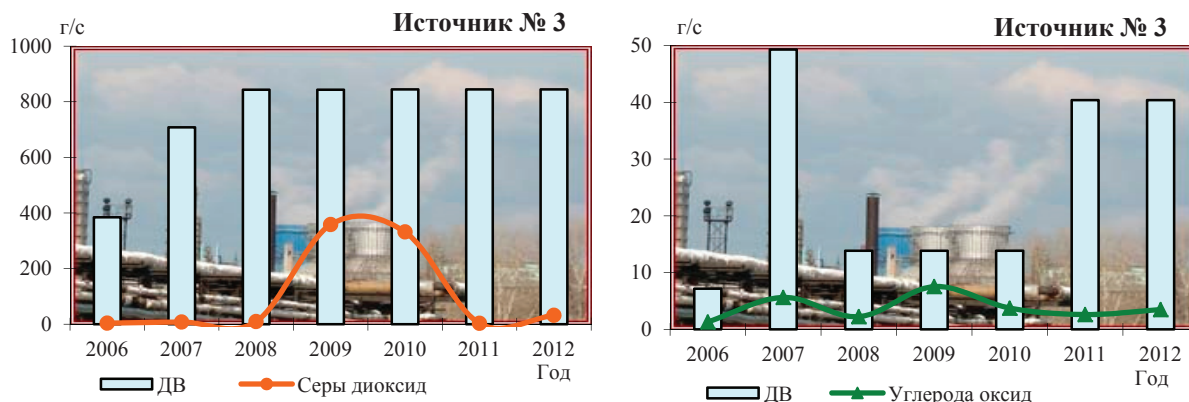 г/с
Источник № 3
1000
800
600
400
200
0
2006 2007 2008 2009 2010 2011 2012
Год
ДВ
Серы диоксид
г/с
Источник № 3
50
40
30
20
10
0
2006 2007 2008 2009 2010 2011 2012
Год
ДВ
Углерода оксид